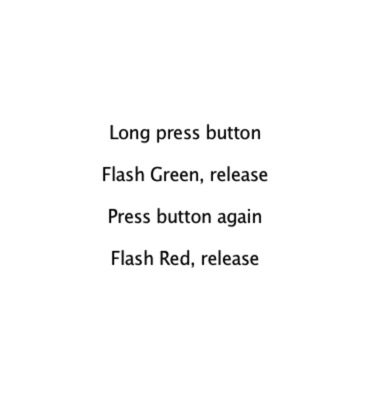 Long press button
Flash Green, release
Press button again
Flash Red, release